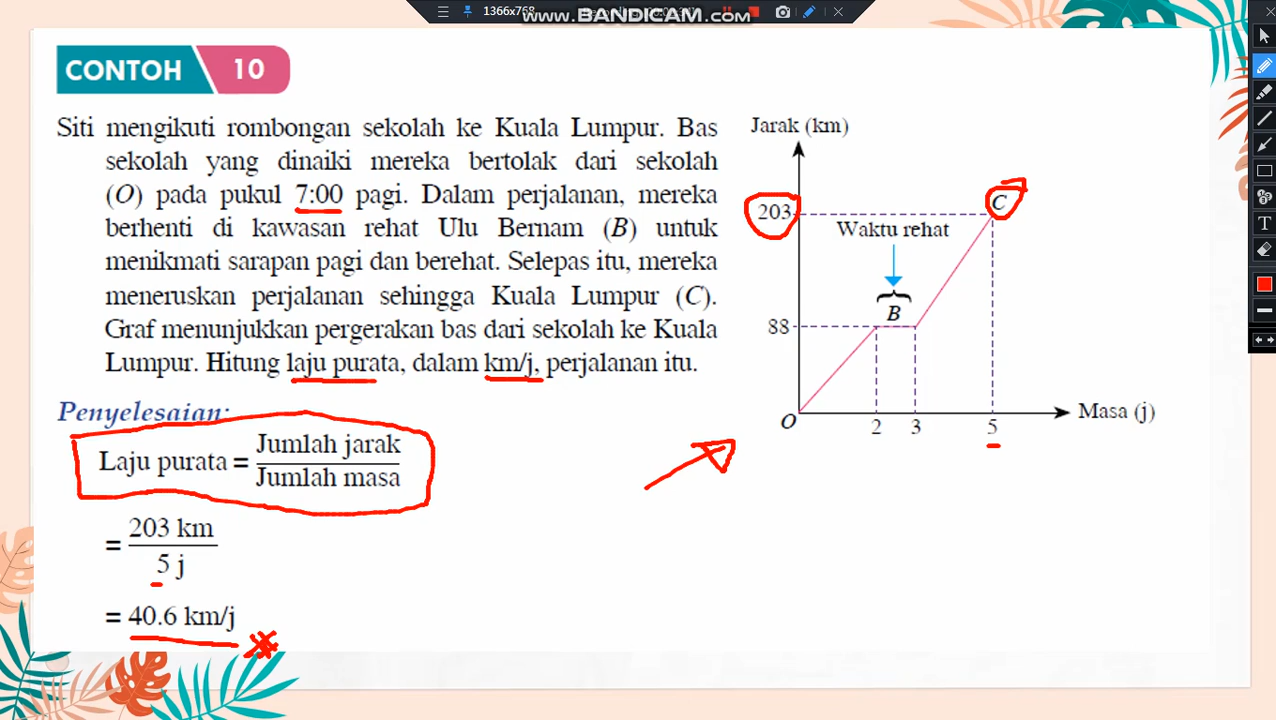 1366x768
www.BANDICAM.com
CONTOH 10
Siti mengikuti rombongan sekolah ke Kuala Lumpur. Bas
sekolah yang dinaiki mereka bertolak dari sekolah
(O) pada pukul 7:00 pagi. Dalam perjalanan, mereka
berhenti di kawasan rehat Ulu Bernam (B) untuk
menikmati sarapan pagi dan berehat. Selepas itu, mereka
meneruskan perjalanan sehingga Kuala Lumpur (C).
Graf menunjukkan pergerakan bas dari sekolah ke Kuala
Lumpur. Hitung laju purata, dalam km/j, perjalanan itu.
Penyelesaian:
Laju purata = Jumlah jarak
Jumlah masa
= 203 km
5 j
= 40.6 km/j
Jarak (km)
203
C
Waktu rehat
B
88
O
2 3 5
Masa (j)
T